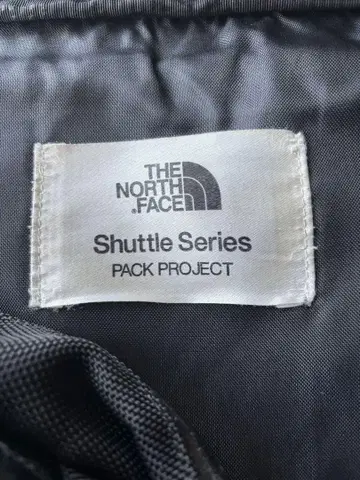 THE
NORTH
.FACE
Shuttle Series
PACK PROJECT